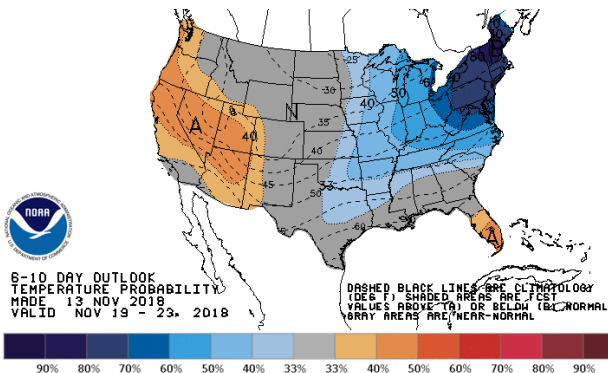 25
30
35
40
45
50
55
60
40
50
80
A
N
B
A
40
NATIONAL OCEANIC AND ATMOSPHERIC ADMINISTRATION
NOAA
U.S. DEPARTMENT OF COMMERCE
6-10 DAY OUTLOOK
TEMPERATURE PROBABILITY
MADE 13 NOV 2018
VALID NOV 19 - 23, 2018
DASHED BLACK LINES ARE CLIMATOLOGY
(DEG F) SHADED AREAS ARE FCST
VALUES ABOVE (A) OR BELOW (B) NORMAL
GRAY AREAS ARE NEAR-NORMAL
90% 80% 70% 60% 50% 40% 33% 33% 40% 50% 60% 70% 80% 90%